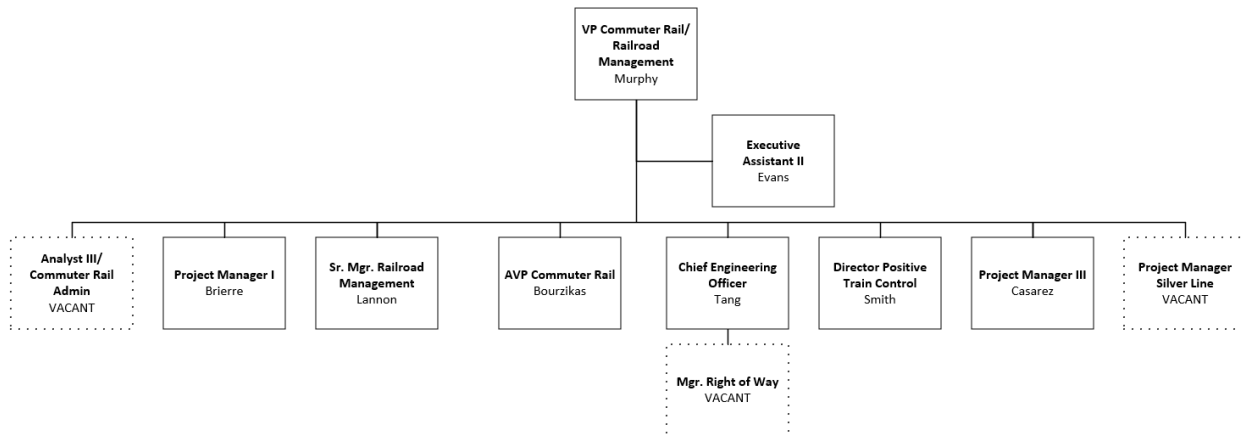 VP Commuter Rail/
Railroad
Management
Murphy
Executive
Assistant II
Evans
Analyst III/
Commuter Rail
Admin
VACANT
Project Manager I
Brierre
Sr. Mgr. Railroad
Management
Lannon
AVP Commuter Rail
Bourzikas
Chief Engineering
Officer
Tang
Director Positive
Train Control
Smith
Project Manager III
Casarez
Project Manager
Silver Line
VACANT
Mgr. Right of Way
VACANT